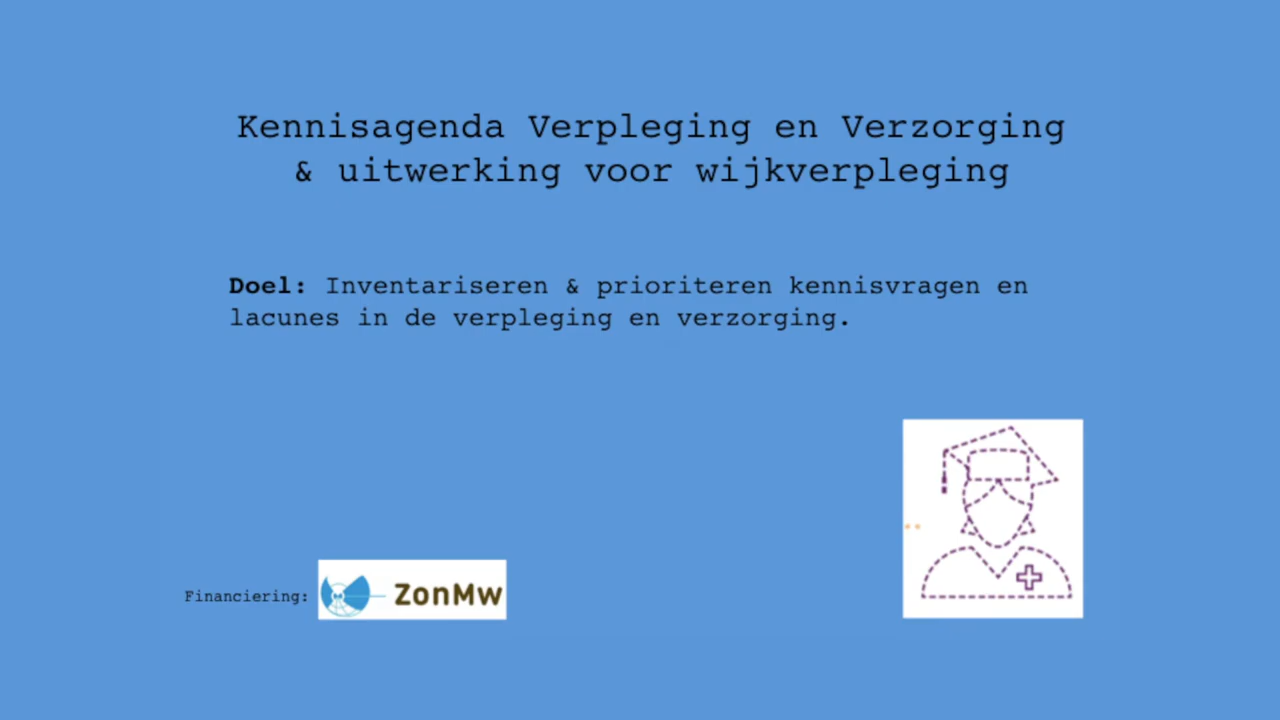 Kennisagenda Verpleging en Verzorging
& uitwerking voor wijkverpleging
Doel: Inventariseren & prioriteren kennisvragen en
lacunes in de verpleging en verzorging.
Financiering:
ZonMw